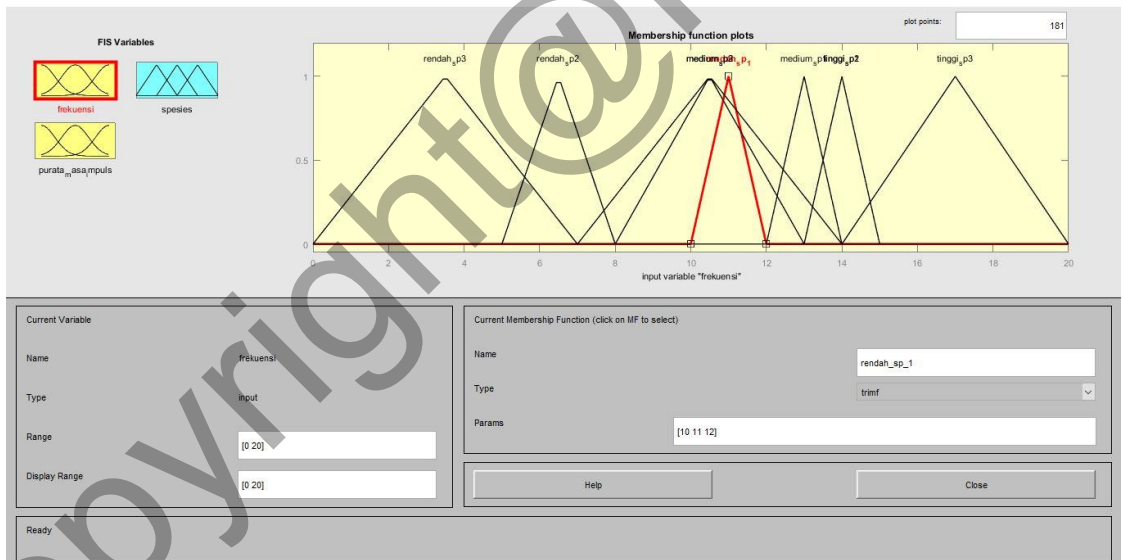 FIS Variables
frekuensi
spesies
purata_masa_impuls
Membership function plots
plot points:
181
rendah_sp3
rendah_sp2
medium_sp1
tinggi_sp3
1
0.5
0
0 2 4 6 8 10 12 14 16 18 20
input variable "frekuensi"
Current Variable
Name frekuensi
Type input
Range [0 20]
Display Range [0 20]
Current Membership Function (click on MF to select)
Name rendah_sp_1
Type trimf
Params [10 11 12]
Help
Close
Ready